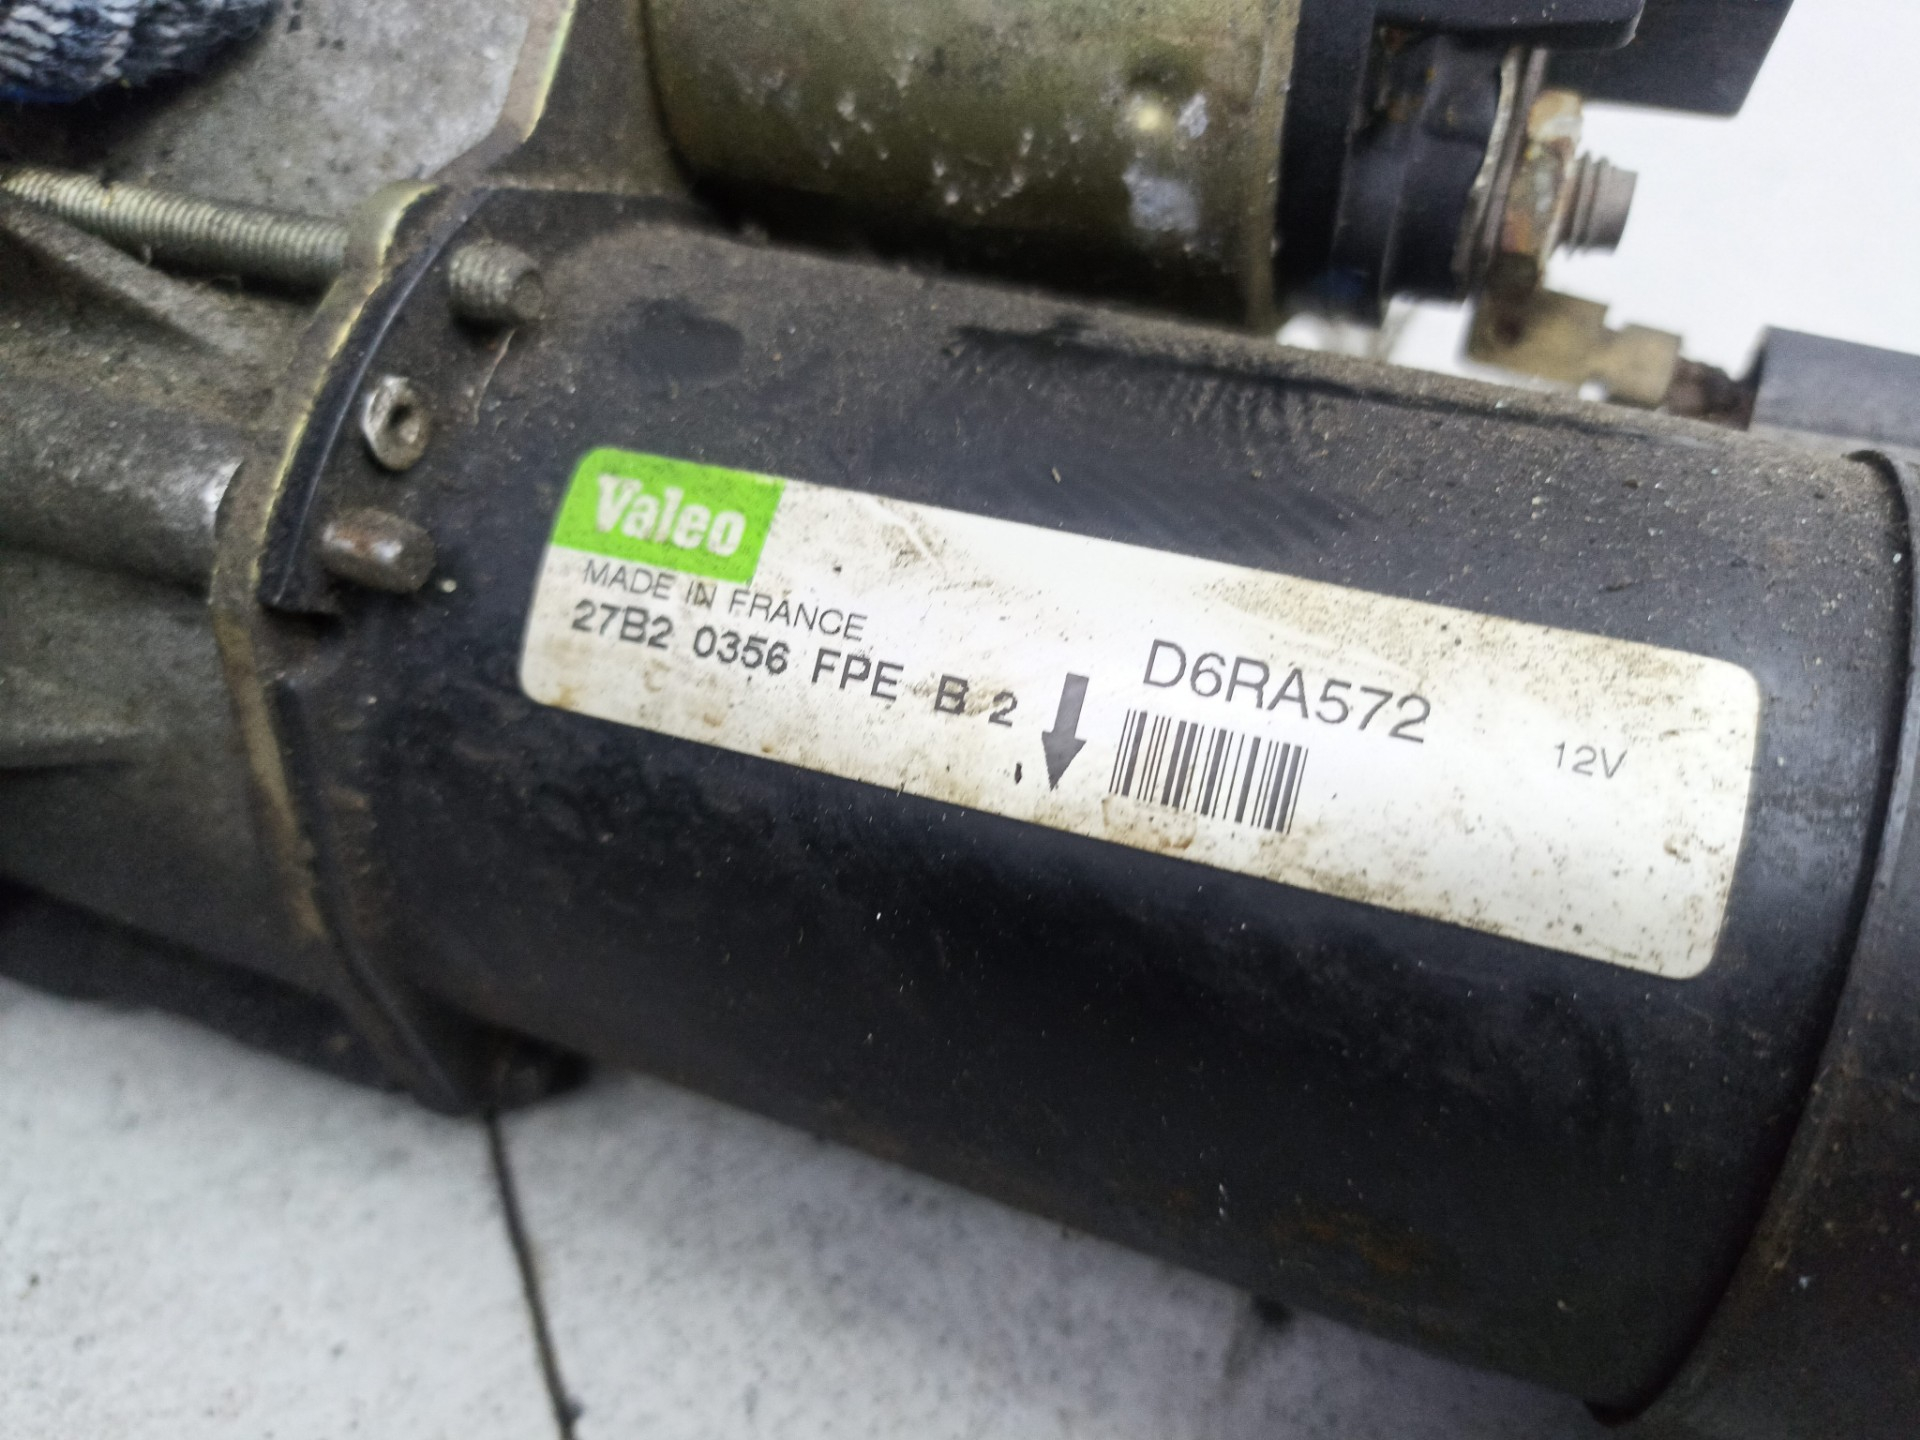 Valeo
MADE IN FRANCE
27B2 0356 FPE B 2
D6RA572
12V